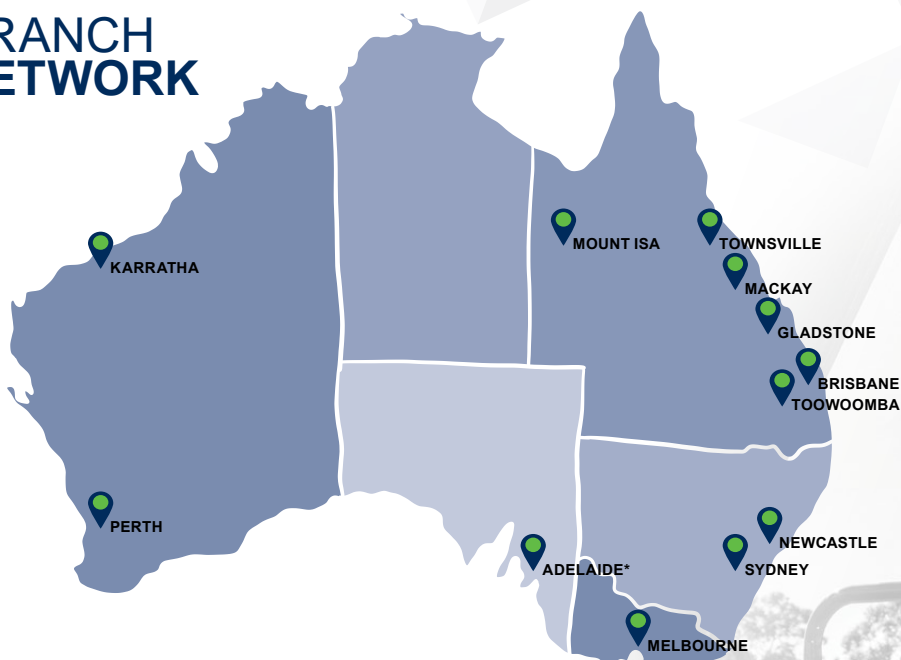 RANCH
ETWORK
MOUNT ISA
TOWNSVILLE
KARRATHA
MACKAY
GLADSTONE
BRISBANE
TOOWOOMBA
PERTH
NEWCASTLE
ADELAIDE*
SYDNEY
MELBOURNE